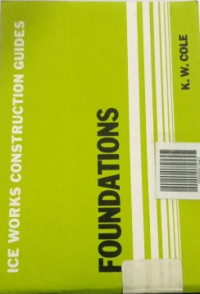 ICE WORKS CONSTRUCTION GUIDES
FOUNDATIONS
K. W. COLE